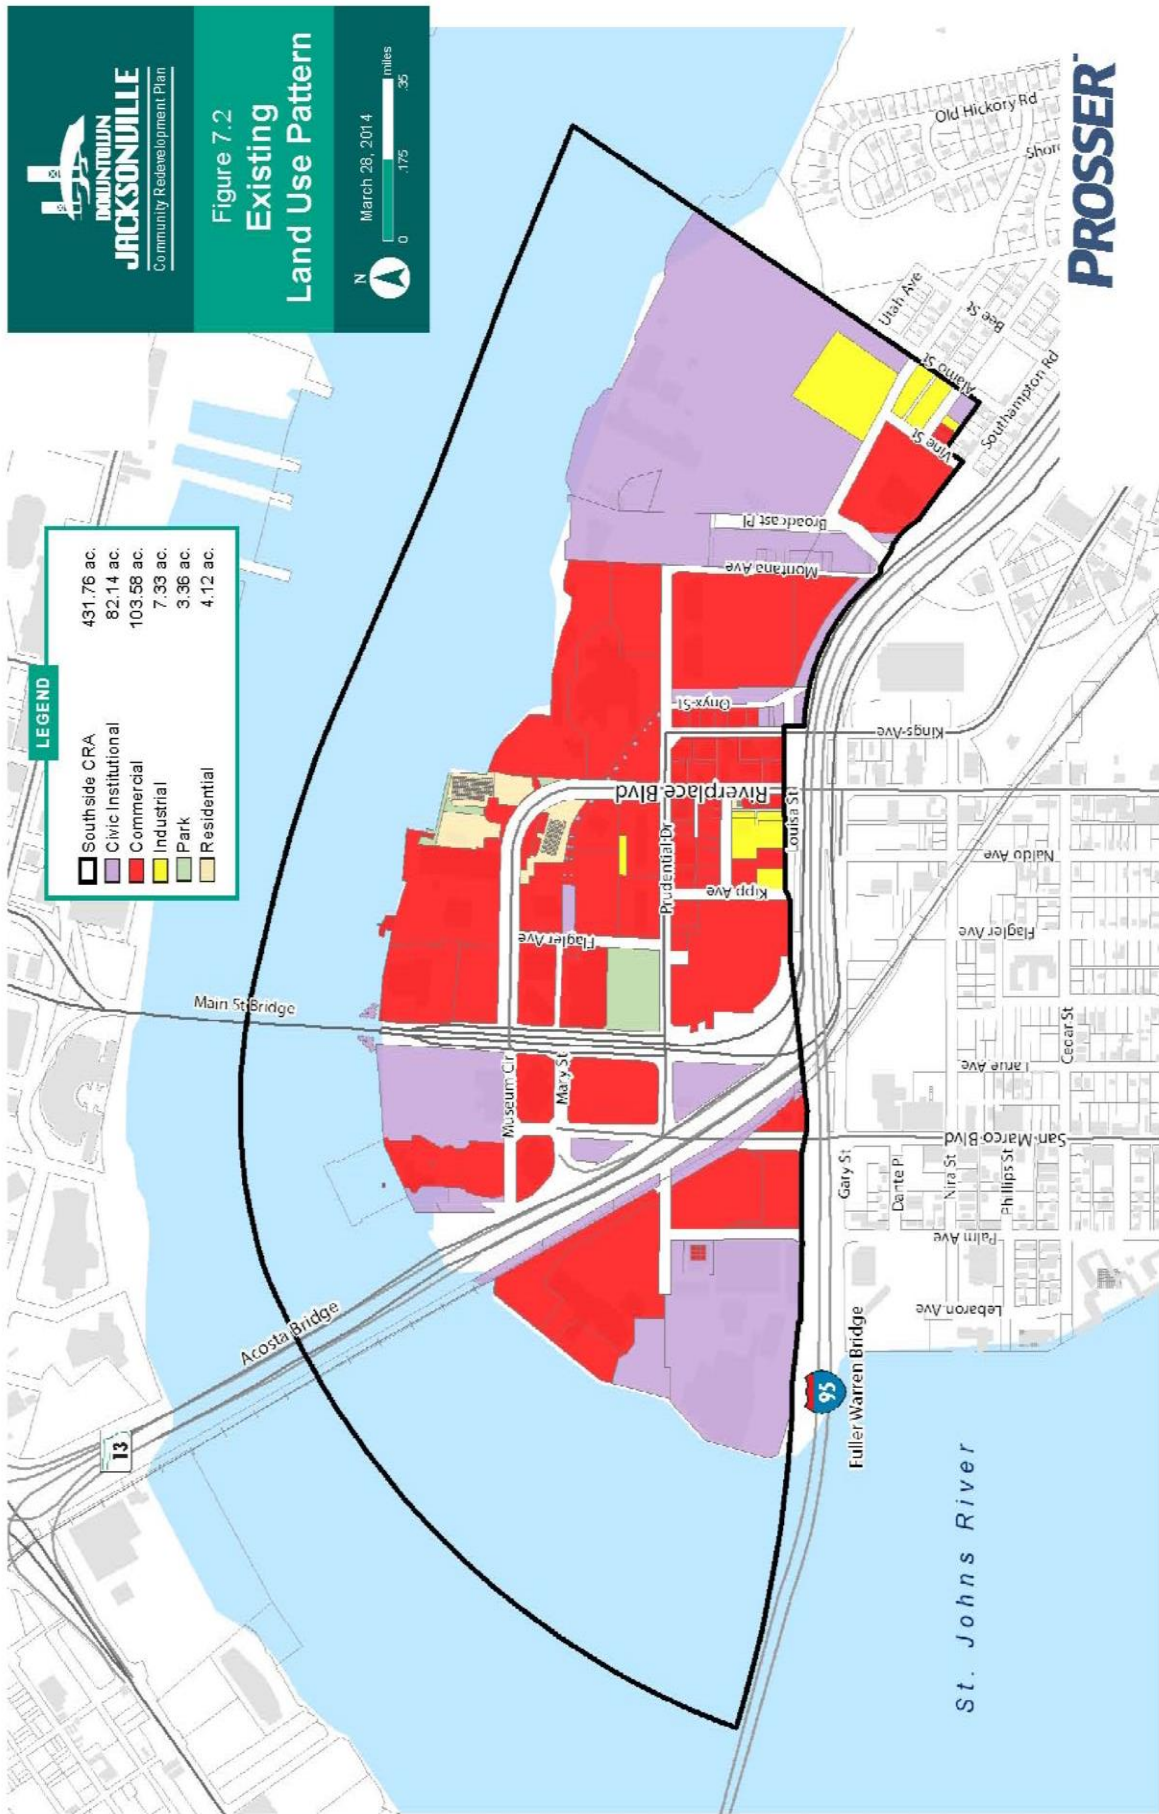 DOWNTOWN
JACKSONVILLE
Community Redevelopment Plan
Figure 7.2
Existing
Land Use Pattern
March 28, 2014
N
0 .175 .35
miles
LEGEND
Southside CRA 431.76 ac.
Civic Institutional 82.14 ac.
Commercial 103.58 ac.
Industrial 7.33 ac.
Park 3.36 ac.
Residential 4.12 ac.
13
Acosta Bridge
Main St Bridge
Museum Cir
Mary St
Flagler Ave
Prudential Dr
Riverplace Blvd
Kipp Ave
Louisa St
Onyx St
Kings Ave
Montana Ave
Broadcast Pl
Vine St
Alamo St
Utah Ave
Bee St
Southampton Rd
Old Hickory Rd
Shor
95
Fuller Warren Bridge
Gary St
Dante Pl
Nira St
Phillips St
Cedar St
San Marco Blvd
Larue Ave
Flagler Ave
Naldo Ave
Palm Ave
Lebaron Ave
St. Johns River
PROSSER